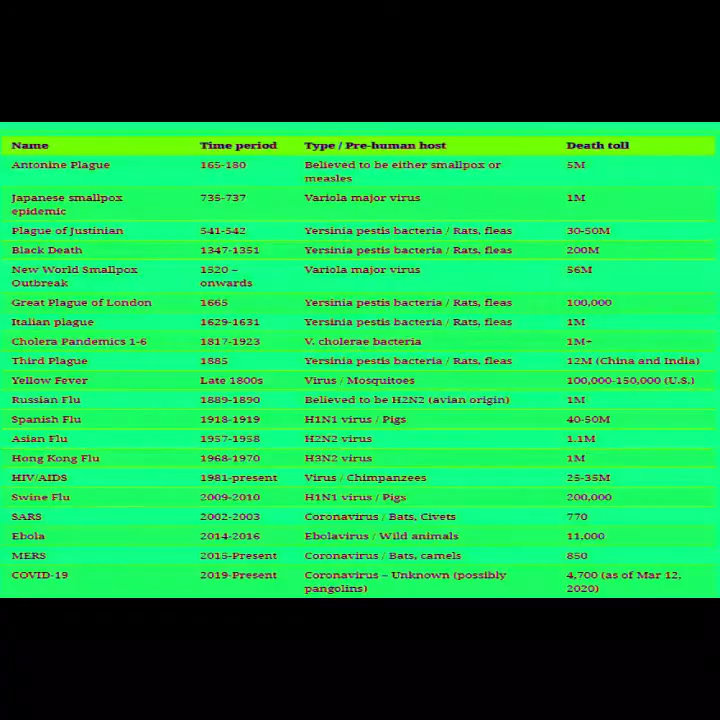 Name Time period Type / Pre-human host Death toll
Antonine Plague 165-180 Believed to be either smallpox or 5M
measles
Japanese smallpox 735-737 Variola major virus 1M
epidemic
Plague of Justinian 541-542 Yersinia pestis bacteria / Rats, fleas 30-50M
Black Death 1347-1351 Yersinia pestis bacteria / Rats, fleas 200M
New World Smallpox 1520 – Variola major virus 56M
Outbreak onwards
Great Plague of London 1665 Yersinia pestis bacteria / Rats, fleas 100,000
Italian plague 1629-1631 Yersinia pestis bacteria / Rats, fleas 1M
Cholera Pandemics 1-6 1817-1923 V. cholerae bacteria 1M+
Third Plague 1885 Yersinia pestis bacteria / Rats, fleas 12M (China and India)
Yellow Fever Late 1800s Virus / Mosquitoes 100,000-150,000 (U.S.)
Russian Flu 1889-1890 Believed to be H2N2 (avian origin) 1M
Spanish Flu 1918-1919 H1N1 virus / Pigs 40-50M
Asian Flu 1957-1958 H2N2 virus 1.1M
Hong Kong Flu 1968-1970 H3N2 virus 1M
HIV/AIDS 1981-present Virus / Chimpanzees 25-35M
Swine Flu 2009-2010 H1N1 virus / Pigs 200,000
SARS 2002-2003 Coronavirus / Bats, Civets 770
Ebola 2014-2016 Ebolavirus / Wild animals 11,000
MERS 2015-Present Coronavirus / Bats, camels 850
COVID-19 2019-Present Coronavirus – Unknown (possibly 4,700 (as of Mar 12,
pangolins) 2020)